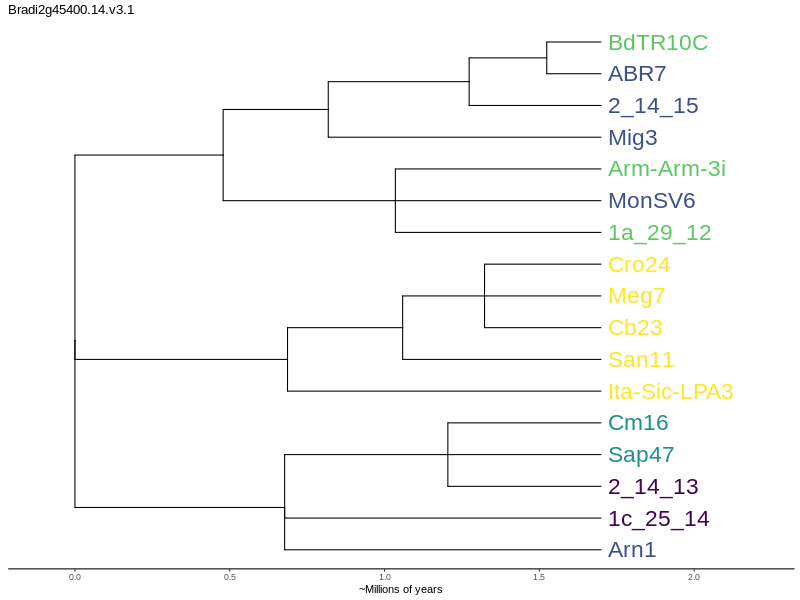 Bradi2g45400.14.v3.1
BdTR10C
ABR7
2_14_15
Mig3
Arm-Arm-3i
MonSV6
1a_29_12
Cro24
Meg7
Cb23
San11
Ita-Sic-LPA3
Cm16
Sap47
2_14_13
1c_25_14
Arn1
0.0 0.5 1.0 1.5 2.0
~Millions of years